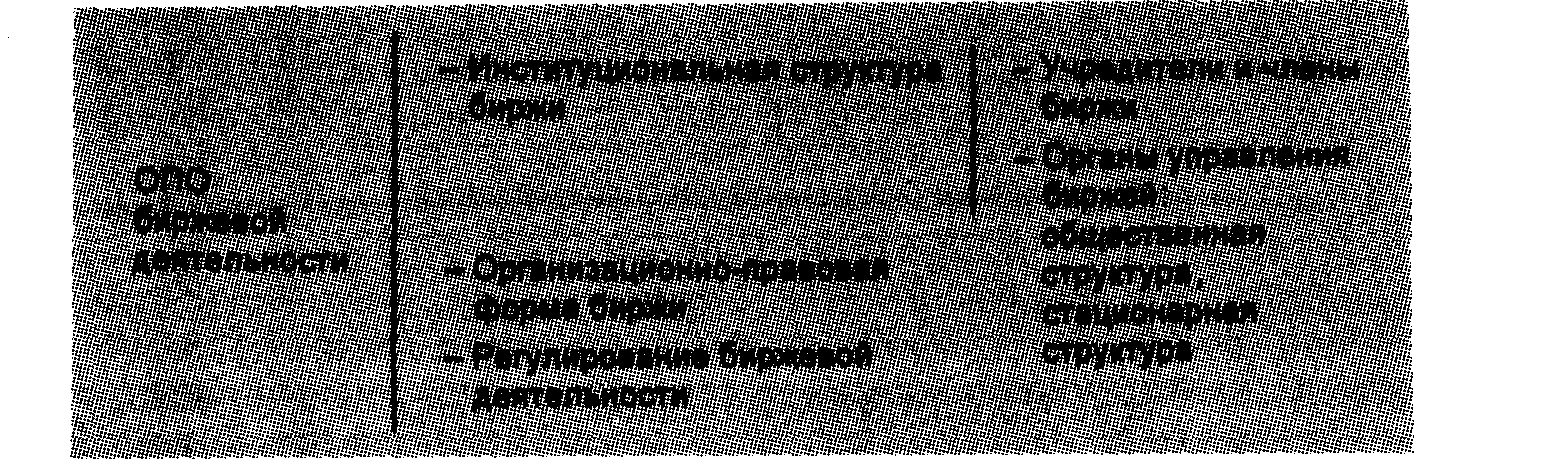 ОПО
биржевой
деятельности
– Институциональная структура
биржи
– Организационно-правовая
форма биржи
– Регулирование биржевой
деятельности
– Учредители и члены
биржи
– Органы управления
биржей:
общественная
структура,
стационарная
структура